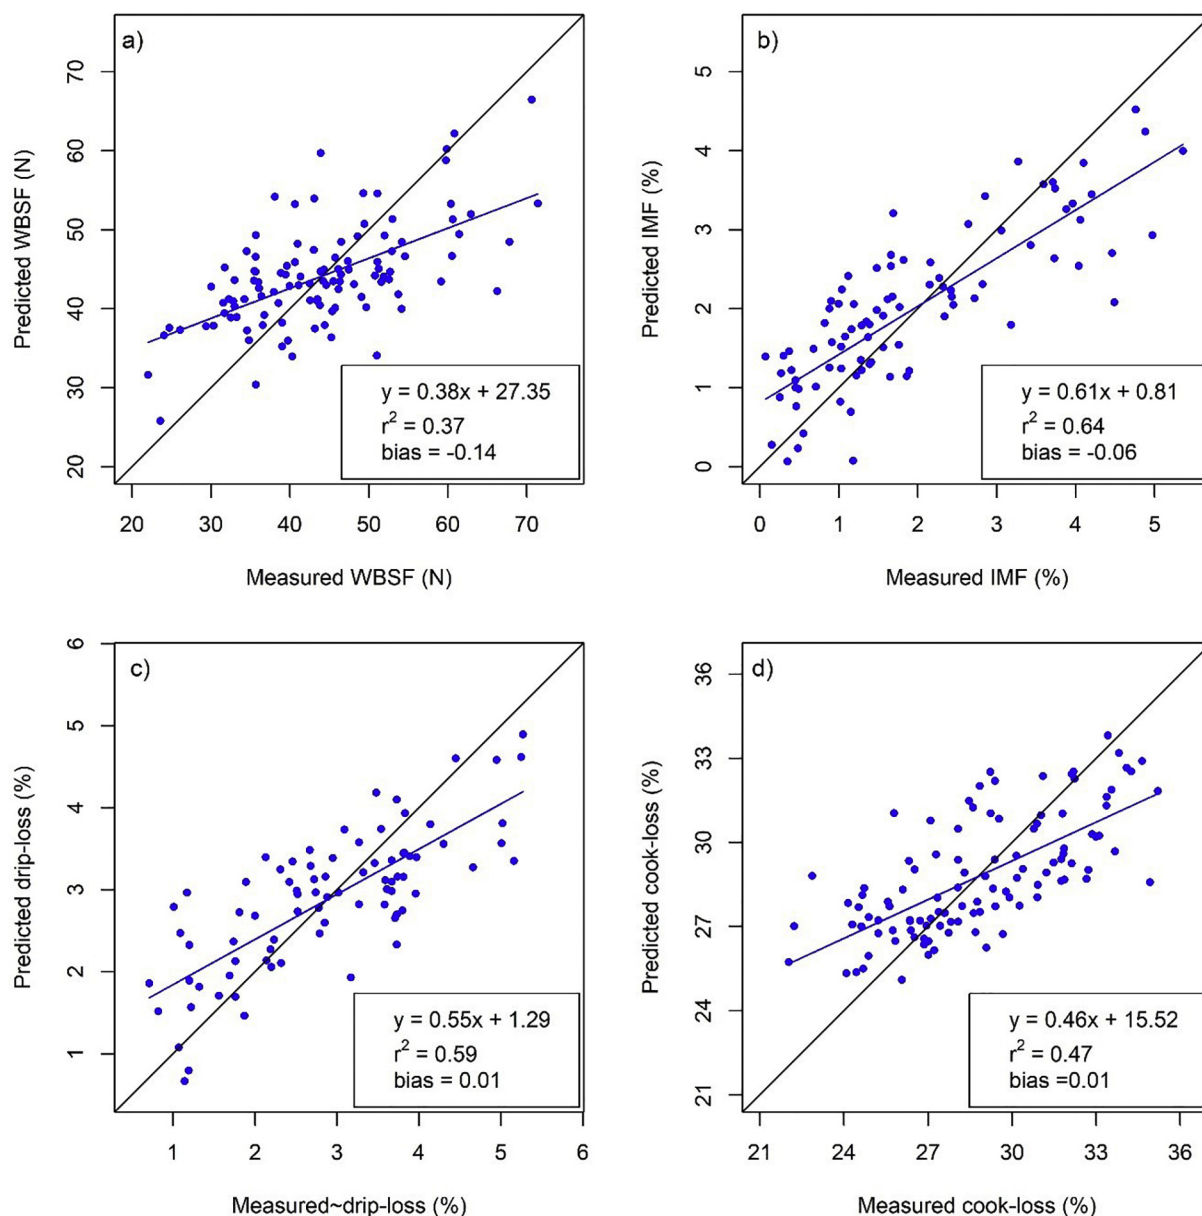 a)
70
60
50
40
30
20
Predicted WBSF (N)
y = 0.38x + 27.35
r² = 0.37
bias = -0.14
20 30 40 50 60 70
Measured WBSF (N)
b)
5
4
3
2
1
0
Predicted IMF (%)
y = 0.61x + 0.81
r² = 0.64
bias = -0.06
0 1 2 3 4 5
Measured IMF (%)
c)
6
5
4
3
2
1
Predicted drip-loss (%)
y = 0.55x + 1.29
r² = 0.59
bias = 0.01
1 2 3 4 5 6
Measured~drip-loss (%)
d)
36
33
30
27
24
21
Predicted cook-loss (%)
y = 0.46x + 15.52
r² = 0.47
bias =0.01
21 24 27 30 33 36
Measured cook-loss (%)